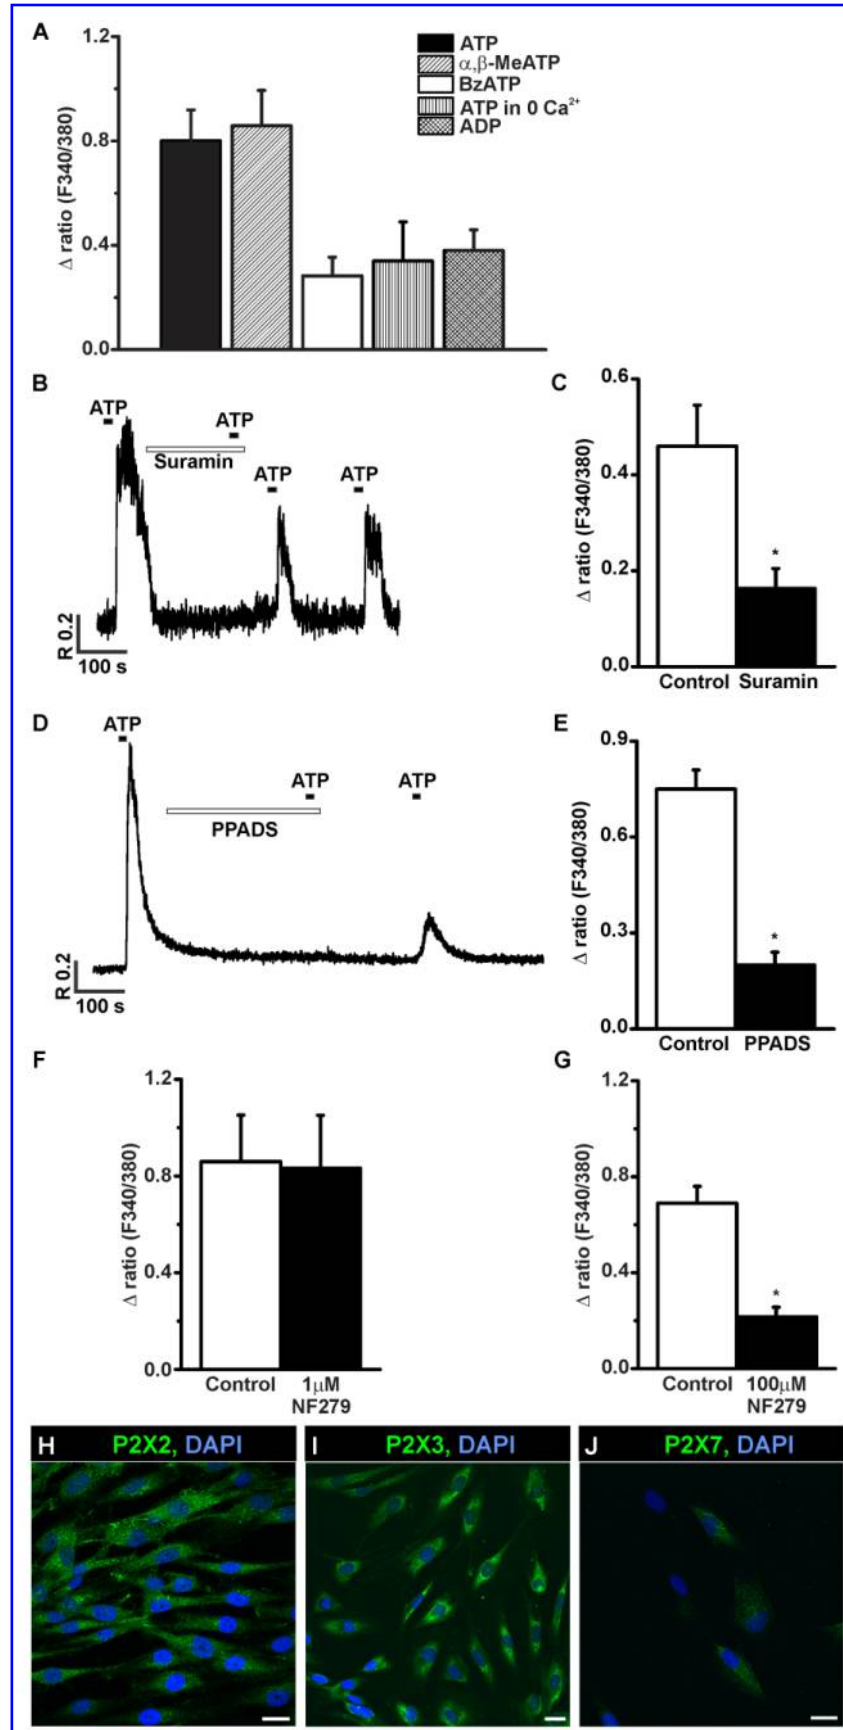 A
1.2
0.8
0.4
0.0
Δ ratio (F340/380)
ATP
α,β-MeATP
BzATP
ATP in 0 Ca²⁺
ADP
B
ATP
ATP
Suramin
ATP
ATP
R 0.2
100 s
C
0.6
0.4
0.2
0.0
Δ ratio (F340/380)
*
Control Suramin
D
ATP
ATP
ATP
PPADS
R 0.2
100 s
E
0.9
0.6
0.3
0.0
Δ ratio (F340/380)
*
Control PPADS
F
1.2
0.8
0.4
0.0
Δ ratio (F340/380)
Control 1μM
NF279
G
1.2
0.8
0.4
0.0
Δ ratio (F340/380)
*
Control 100μM
NF279
H P2X2, DAPI
I P2X3, DAPI
J P2X7, DAPI